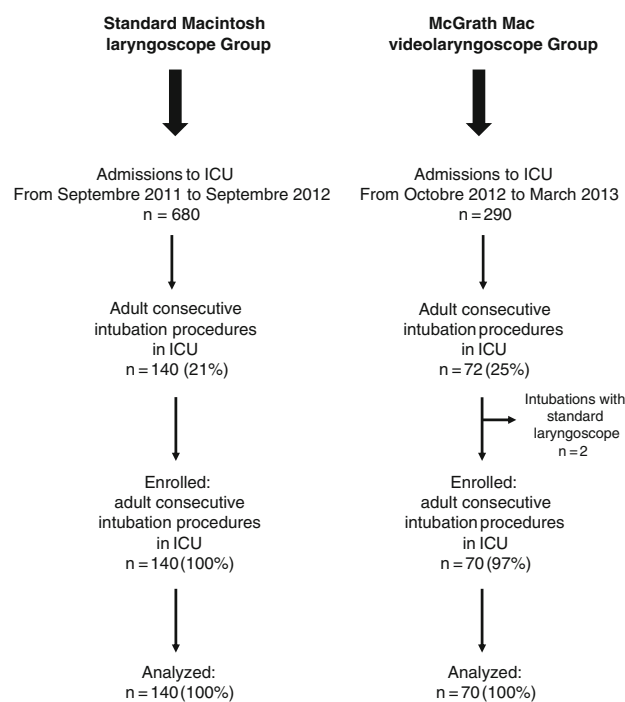 Standard Macintosh
laryngoscope Group
Admissions to ICU
From Septembre 2011 to Septembre 2012
n = 680
Adult consecutive
intubation procedures
in ICU
n = 140 (21%)
Enrolled:
adult consecutive
intubation procedures
in ICU
n = 140 (100%)
Analyzed:
n = 140 (100%)
McGrath Mac
videolaryngoscope Group
Admissions to ICU
From Octobre 2012 to March 2013
n = 290
Adult consecutive
intubation procedures
in ICU
n = 72 (25%)
Intubations with
standard
laryngoscope
n = 2
Enrolled:
adult consecutive
intubation procedures
in ICU
n = 70 (97%)
Analyzed:
n = 70 (100%)